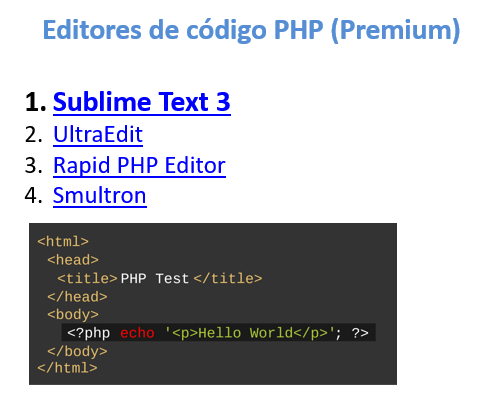 Editores de código PHP (Premium)
1. Sublime Text 3
2. UltraEdit
3. Rapid PHP Editor
4. Smultron
<html>
<head>
<title>PHP Test</title>
</head>
<body>
<?php echo '<p>Hello World</p>'; ?>
</body>
</html>